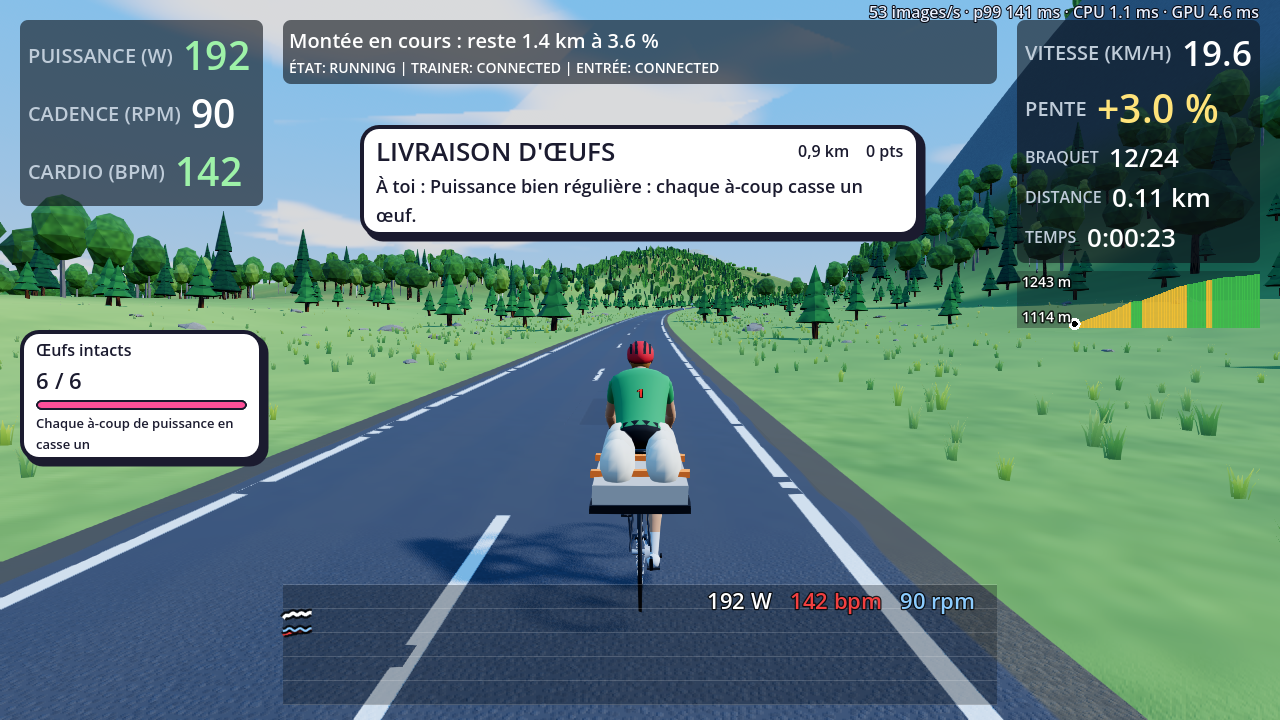 53 images/s · p99 141 ms · CPU 1.1 ms · GPU 4.6 ms
PUISSANCE (W) 192
CADENCE (RPM) 90
CARDIO (BPM) 142
Montée en cours : reste 1.4 km à 3.6 %
ÉTAT: RUNNING | TRAINER: CONNECTED | ENTRÉE: CONNECTED
VITESSE (KM/H) 19.6
PENTE +3.0 %
BRAQUET 12/24
DISTANCE 0.11 km
TEMPS 0:00:23
1243 m
1114 m
LIVRAISON D'ŒUFS 0,9 km 0 pts
À toi : Puissance bien régulière : chaque à-coup casse un
œuf.
Œufs intacts
6 / 6
Chaque à-coup de puissance en
casse un
1
192 W 142 bpm 90 rpm